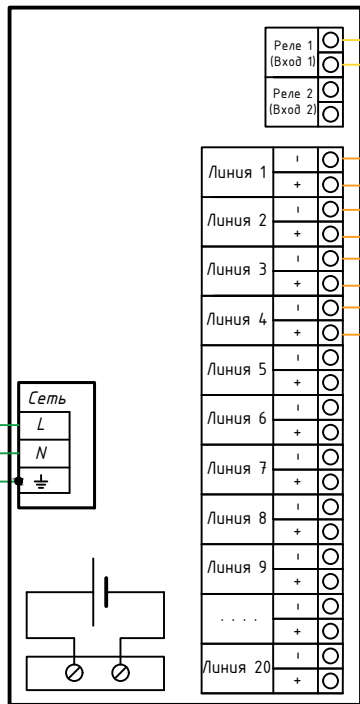 Реле 1
(Вход 1)
Реле 2
(Вход 2)
Линия 1
-
+
Линия 2
-
+
Линия 3
-
+
Линия 4
-
+
Линия 5
-
+
Линия 6
-
+
Линия 7
-
+
Линия 8
-
+
Линия 9
-
+
. . . .
-
+
Линия 20
-
+
Сеть
L
N